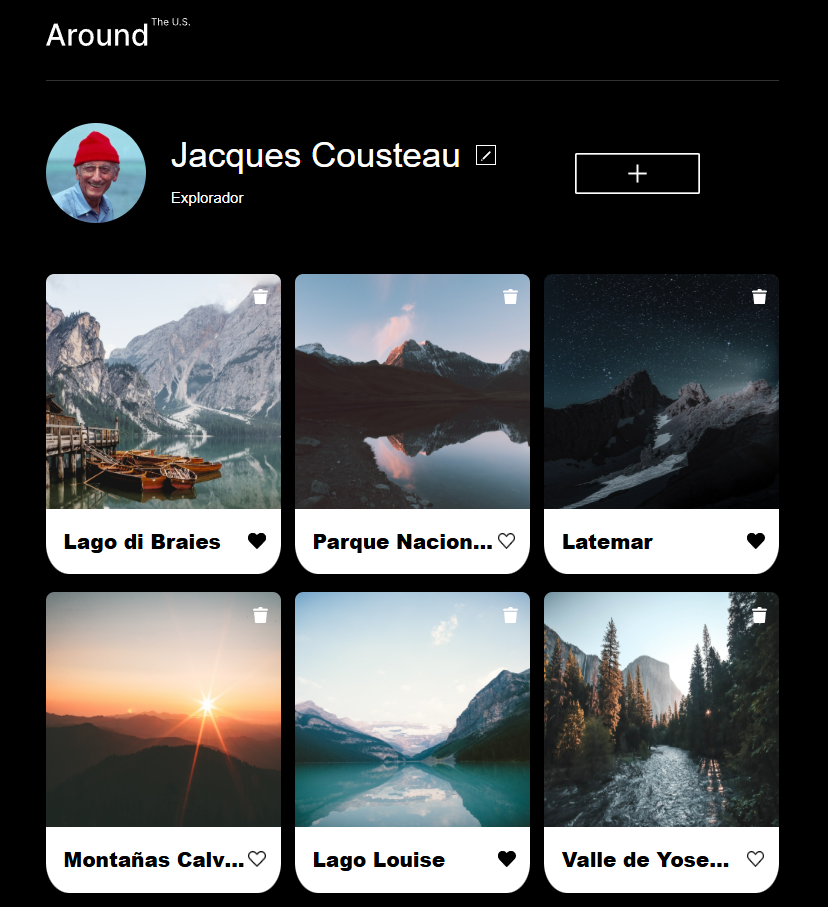 Around The U.S.
Jacques Cousteau
Explorador
Lago di Braies
Parque Nacion...
Latemar
Montañas Calv...
Lago Louise
Valle de Yose...